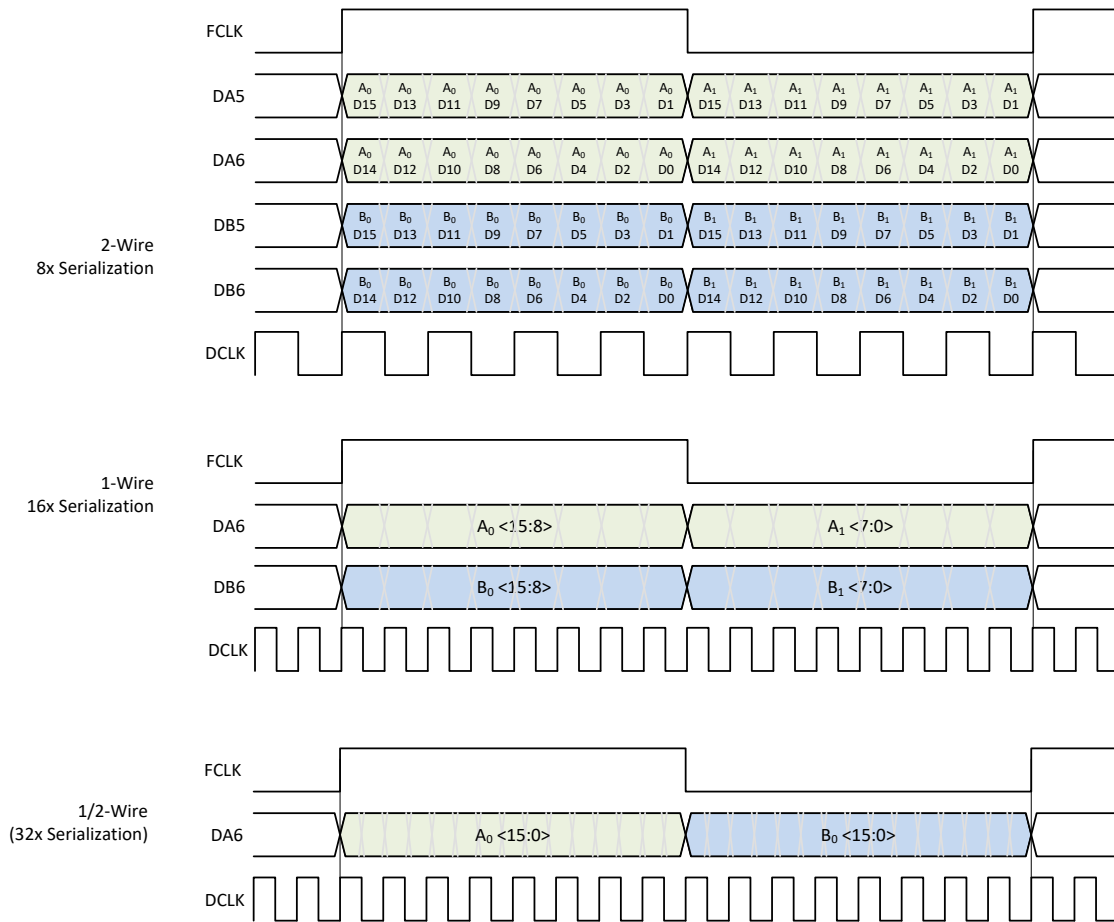 FCLK
DA5
A₀ A₀ A₀ A₀ A₀ A₀ A₀ A₀ A₁ A₁ A₁ A₁ A₁ A₁ A₁ A₁
D15 D13 D11 D9 D7 D5 D3 D1 D15 D13 D11 D9 D7 D5 D3 D1
DA6
A₀ A₀ A₀ A₀ A₀ A₀ A₀ A₀ A₁ A₁ A₁ A₁ A₁ A₁ A₁ A₁
D14 D12 D10 D8 D6 D4 D2 D0 D14 D12 D10 D8 D6 D4 D2 D0
2-Wire
8x Serialization
DB5
B₀ B₀ B₀ B₀ B₀ B₀ B₀ B₀ B₁ B₁ B₁ B₁ B₁ B₁ B₁ B₁
D15 D13 D11 D9 D7 D5 D3 D1 D15 D13 D11 D9 D7 D5 D3 D1
DB6
B₀ B₀ B₀ B₀ B₀ B₀ B₀ B₀ B₁ B₁ B₁ B₁ B₁ B₁ B₁ B₁
D14 D12 D10 D8 D6 D4 D2 D0 D14 D12 D10 D8 D6 D4 D2 D0
DCLK
FCLK
1-Wire
16x Serialization
DA6 A₀ <15:8> A₁ <7:0>
DB6 B₀ <15:8> B₁ <7:0>
DCLK
FCLK
1/2-Wire
(32x Serialization)
DA6 A₀ <15:0> B₀ <15:0>
DCLK